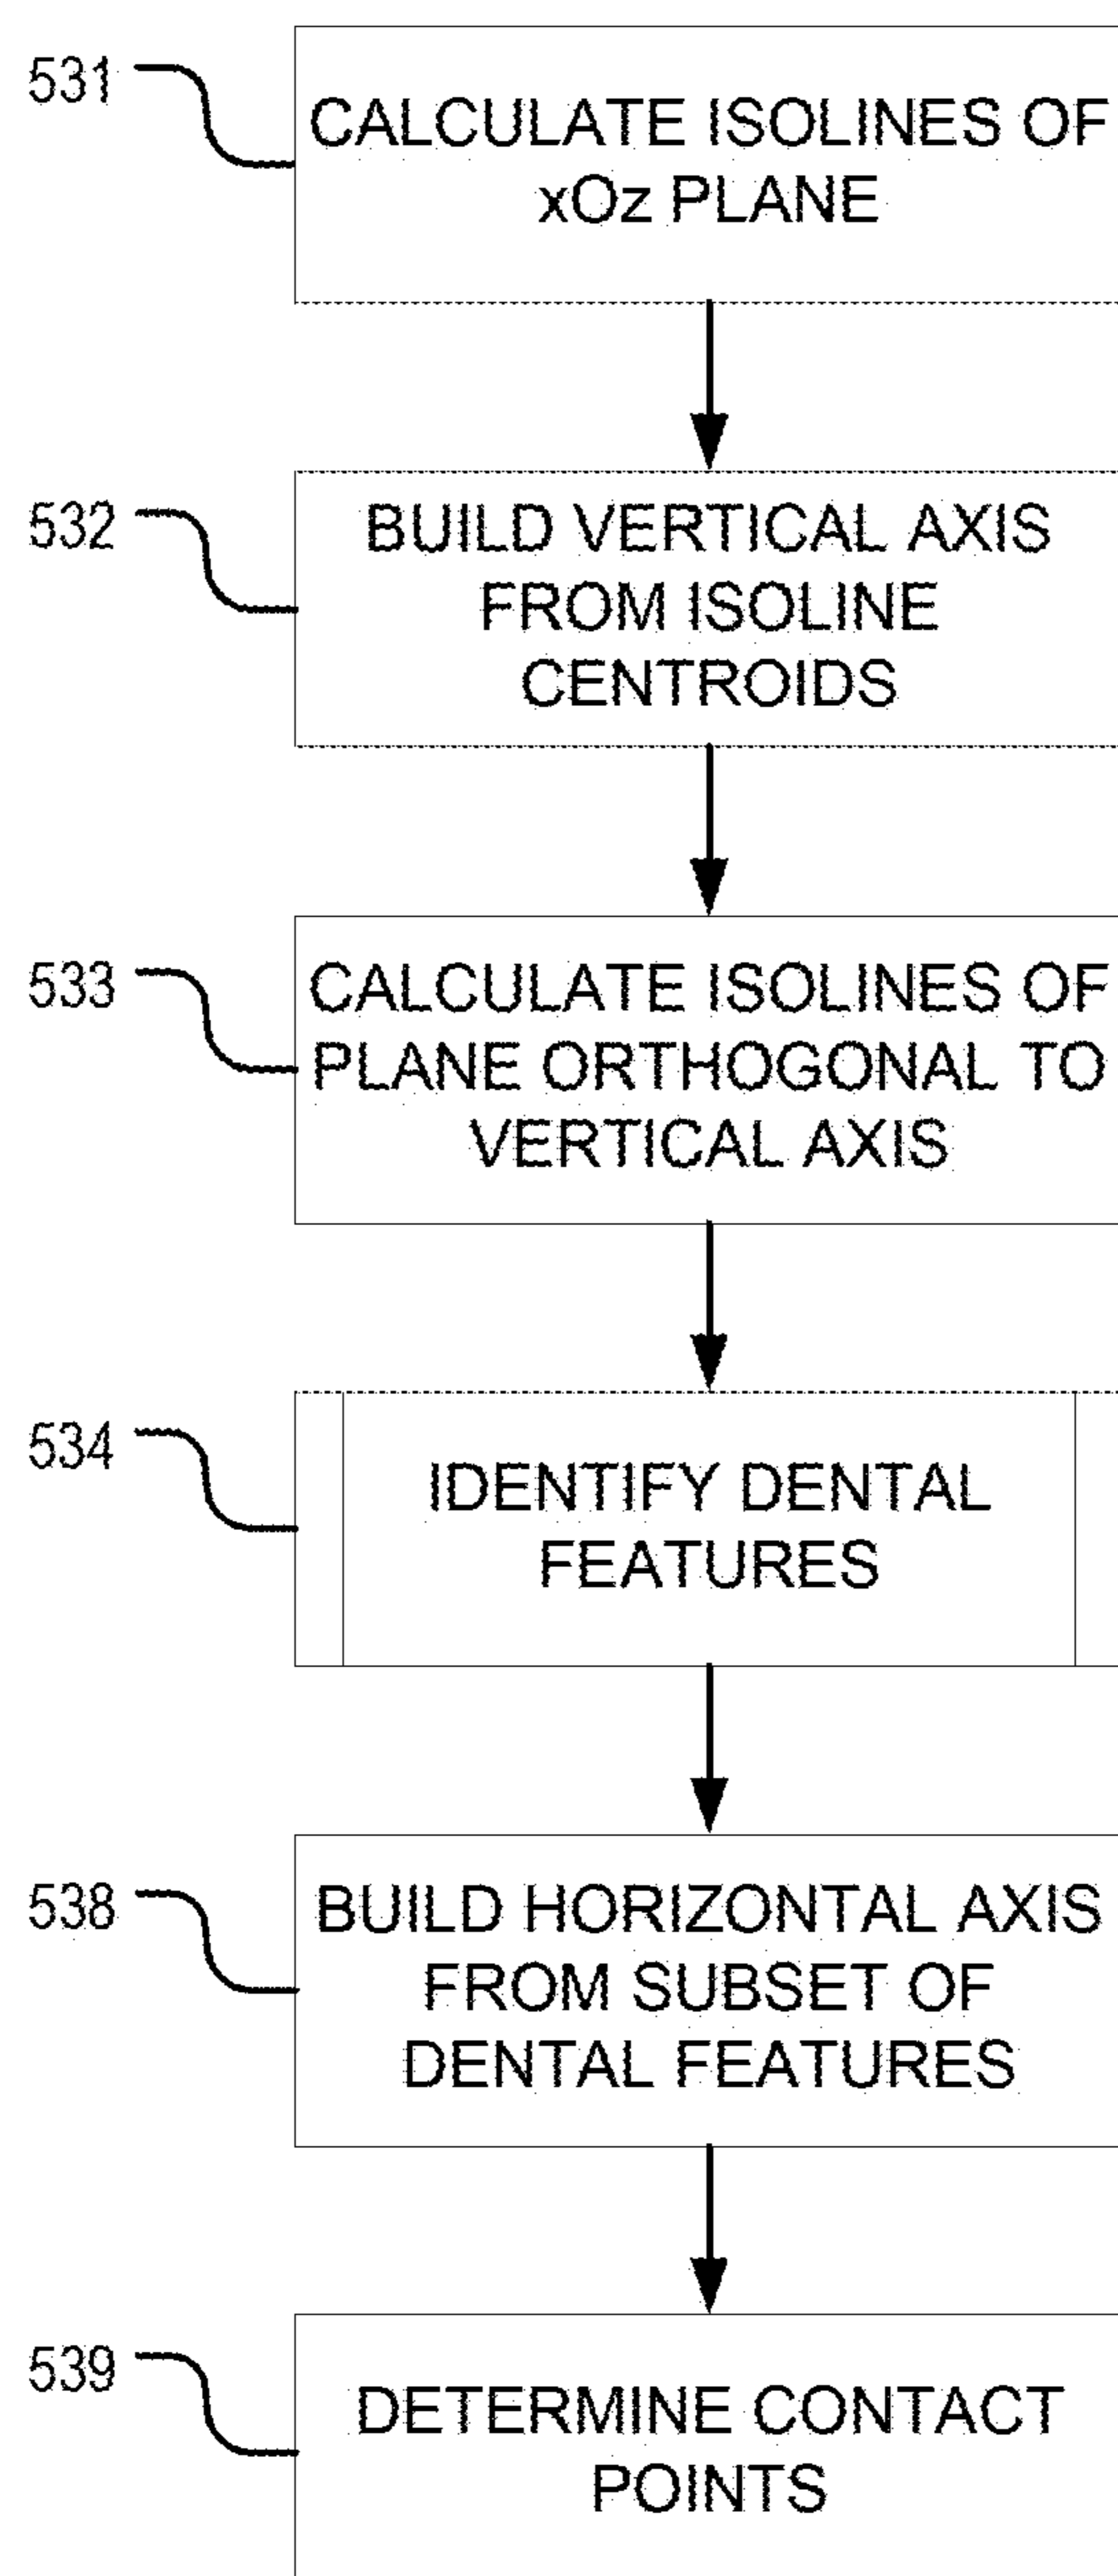 531
CALCULATE ISOLINES OF
xOz PLANE
532
BUILD VERTICAL AXIS
FROM ISOLINE
CENTROIDS
533
CALCULATE ISOLINES OF
PLANE ORTHOGONAL TO
VERTICAL AXIS
534
IDENTIFY DENTAL
FEATURES
538
BUILD HORIZONTAL AXIS
FROM SUBSET OF
DENTAL FEATURES
539
DETERMINE CONTACT
POINTS